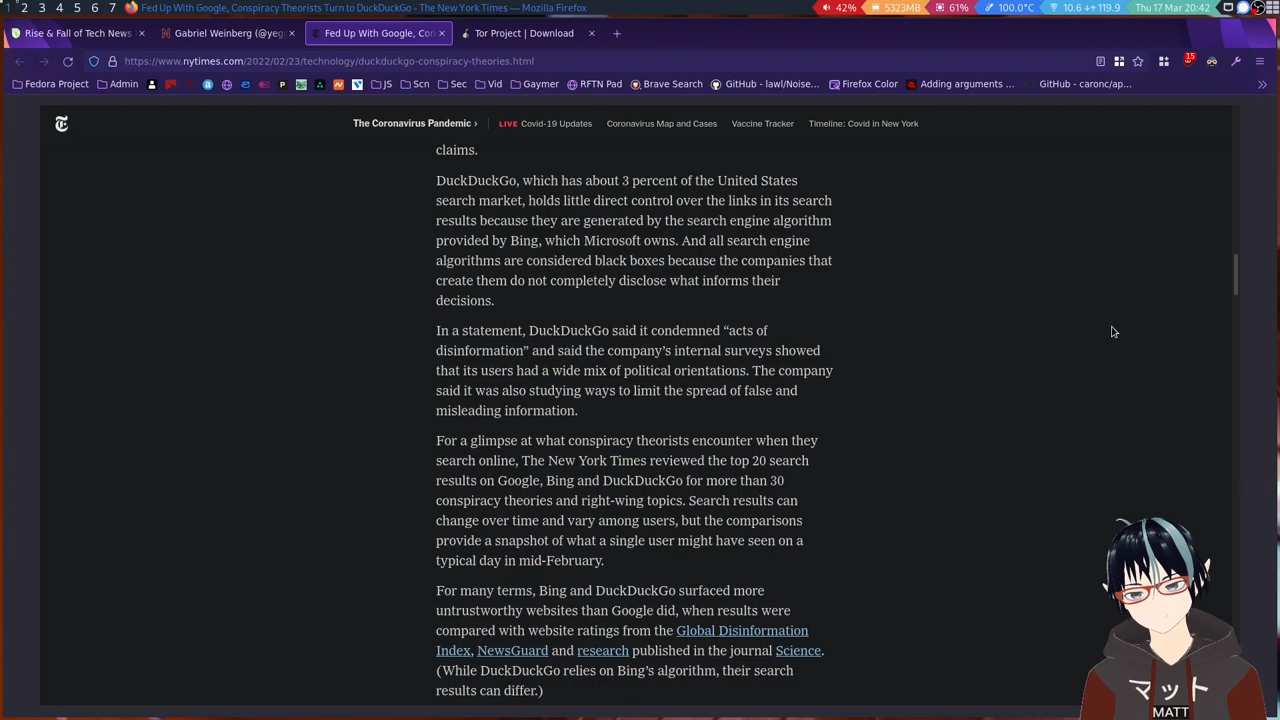 1 2 3 4 5 6 7 Fed Up With Google, Conspiracy Theorists Turn to DuckDuckGo - The New York Times — Mozilla Firefox 42% 5323MB 61% 100.0°C 10.6 ↓↑ 119.9 Thu 17 Mar 20:42
Rise & Fall of Tech News × Gabriel Weinberg (@yeg × Fed Up With Google, Con × Tor Project | Download × +
https://www.nytimes.com/2022/02/23/technology/duckduckgo-conspiracy-theories.html 15
Fedora Project Admin JS Scn Sec Vid Gaymer RFTN Pad Brave Search GitHub - lawl/Noise... Firefox Color Adding arguments ... GitHub - caronc/ap...
The Coronavirus Pandemic › LIVE Covid-19 Updates Coronavirus Map and Cases Vaccine Tracker Timeline: Covid in New York
claims.
DuckDuckGo, which has about 3 percent of the United States
search market, holds little direct control over the links in its search
results because they are generated by the search engine algorithm
provided by Bing, which Microsoft owns. And all search engine
algorithms are considered black boxes because the companies that
create them do not completely disclose what informs their
decisions.
In a statement, DuckDuckGo said it condemned “acts of
disinformation” and said the company’s internal surveys showed
that its users had a wide mix of political orientations. The company
said it was also studying ways to limit the spread of false and
misleading information.
For a glimpse at what conspiracy theorists encounter when they
search online, The New York Times reviewed the top 20 search
results on Google, Bing and DuckDuckGo for more than 30
conspiracy theories and right-wing topics. Search results can
change over time and vary among users, but the comparisons
provide a snapshot of what a single user might have seen on a
typical day in mid-February.
For many terms, Bing and DuckDuckGo surfaced more
untrustworthy websites than Google did, when results were
compared with website ratings from the Global Disinformation
Index, NewsGuard and research published in the journal Science.
(While DuckDuckGo relies on Bing’s algorithm, their search
results can differ.)
マット
MATT